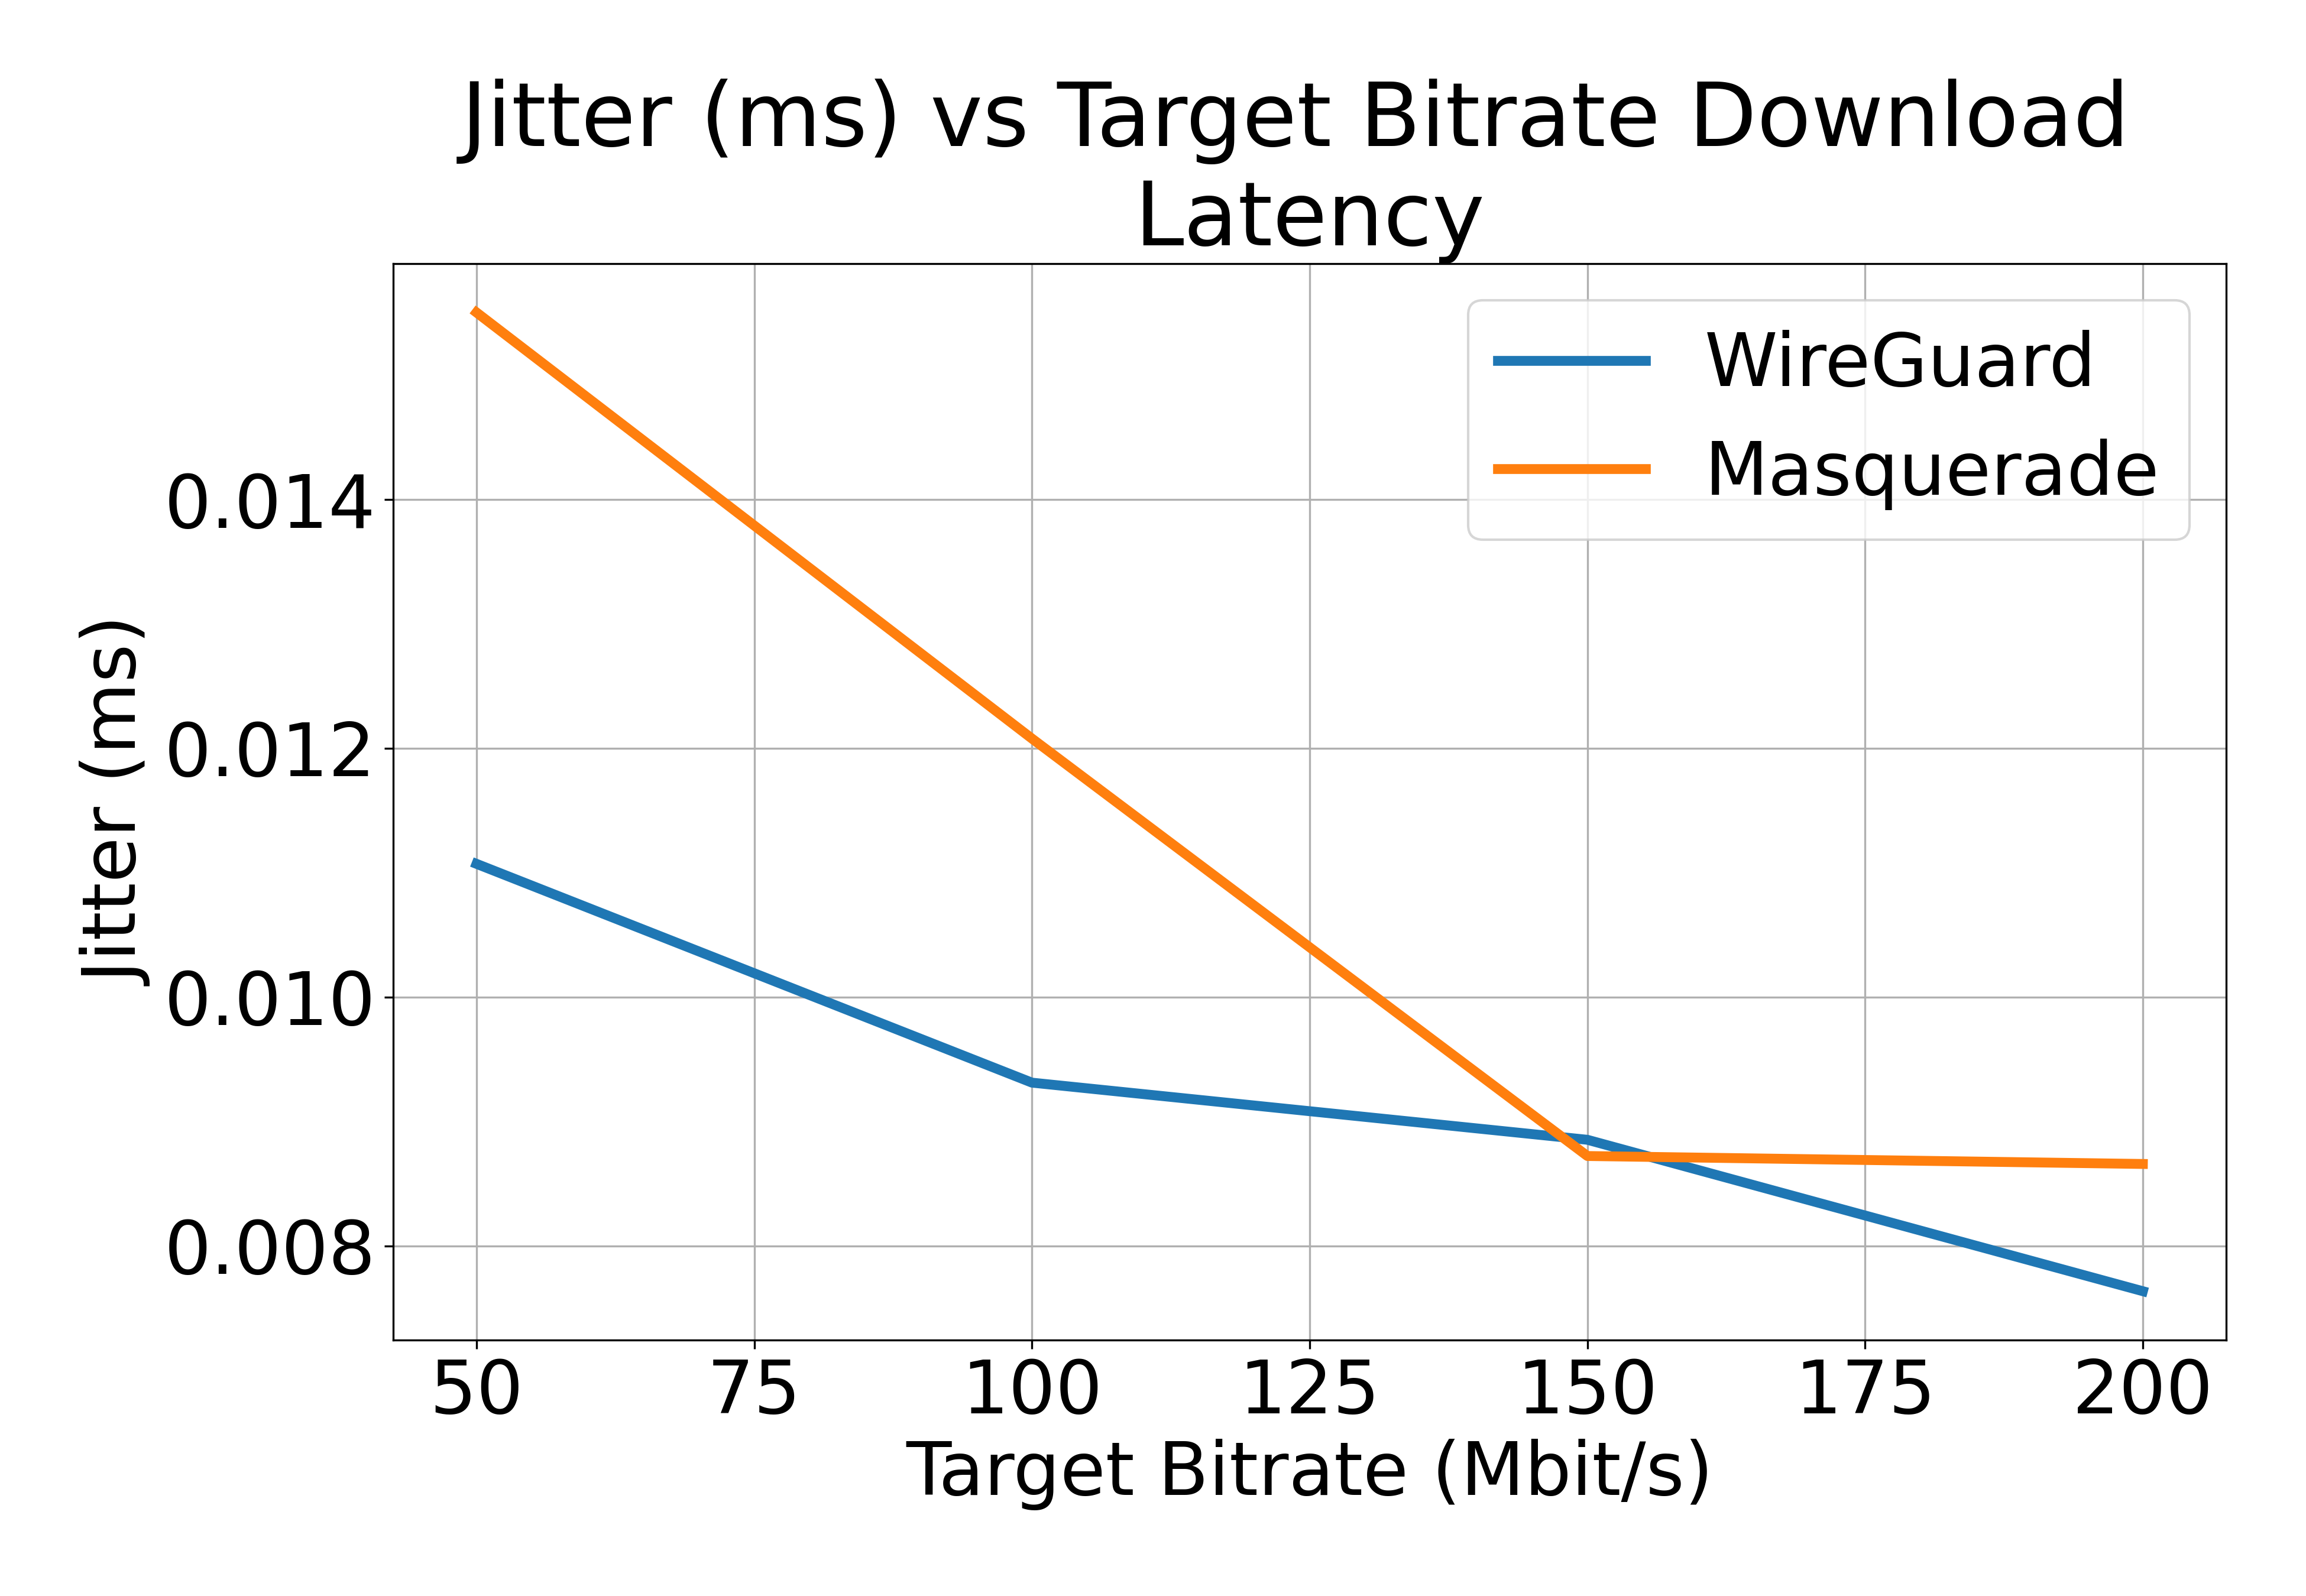 Jitter (ms) vs Target Bitrate Download
Latency
WireGuard
Masquerade
Jitter (ms)
0.014
0.012
0.010
0.008
50 75 100 125 150 175 200
Target Bitrate (Mbit/s)